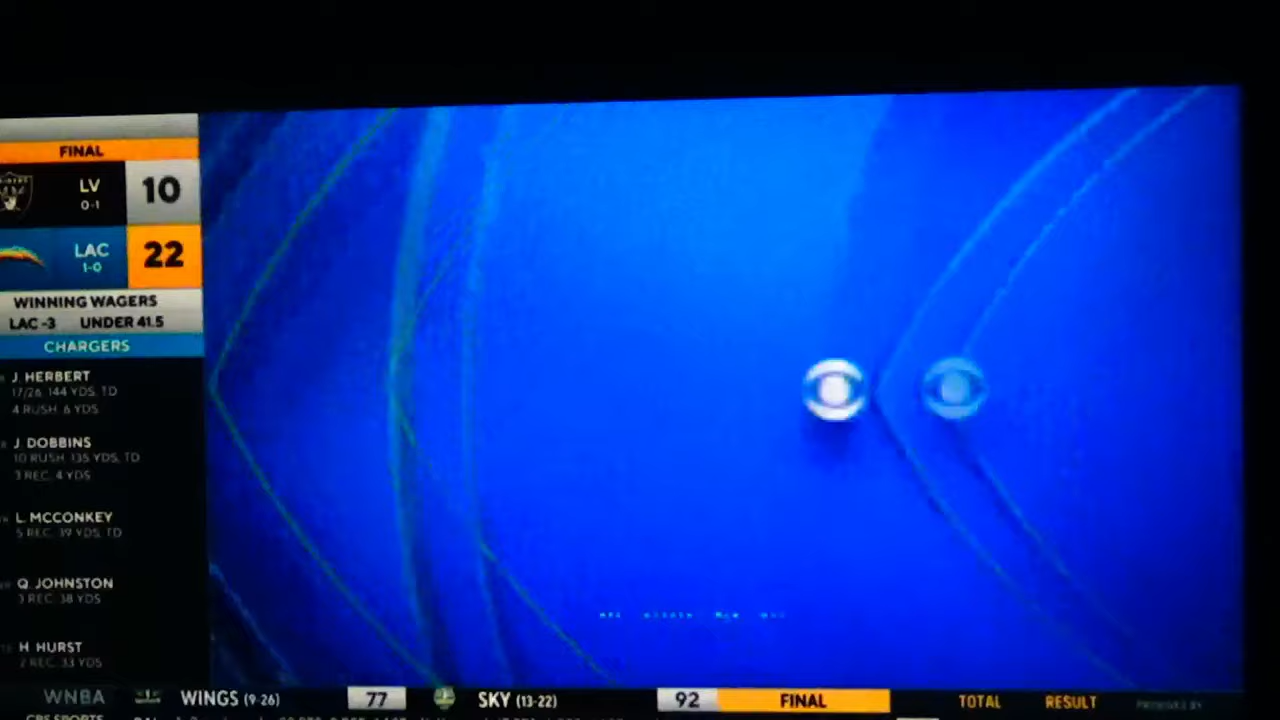 FINAL
LV
0-1
10
LAC
1-0
22
WINNING WAGERS
LAC -3 UNDER 41.5
CHARGERS
J. HERBERT
17/26, 144 YDS, TD
4 RUSH, 6 YDS
J. DOBBINS
10 RUSH, 135 YDS, TD
3 REC, 4 YDS
L. MCCONKEY
5 REC, 39 YDS, TD
Q. JOHNSTON
3 REC, 38 YDS
H. HURST
2 REC, 33 YDS
WNBA WINGS (9-26) 77 SKY (13-22) 92 FINAL TOTAL RESULT PRESENTED BY
CBS SPORTS